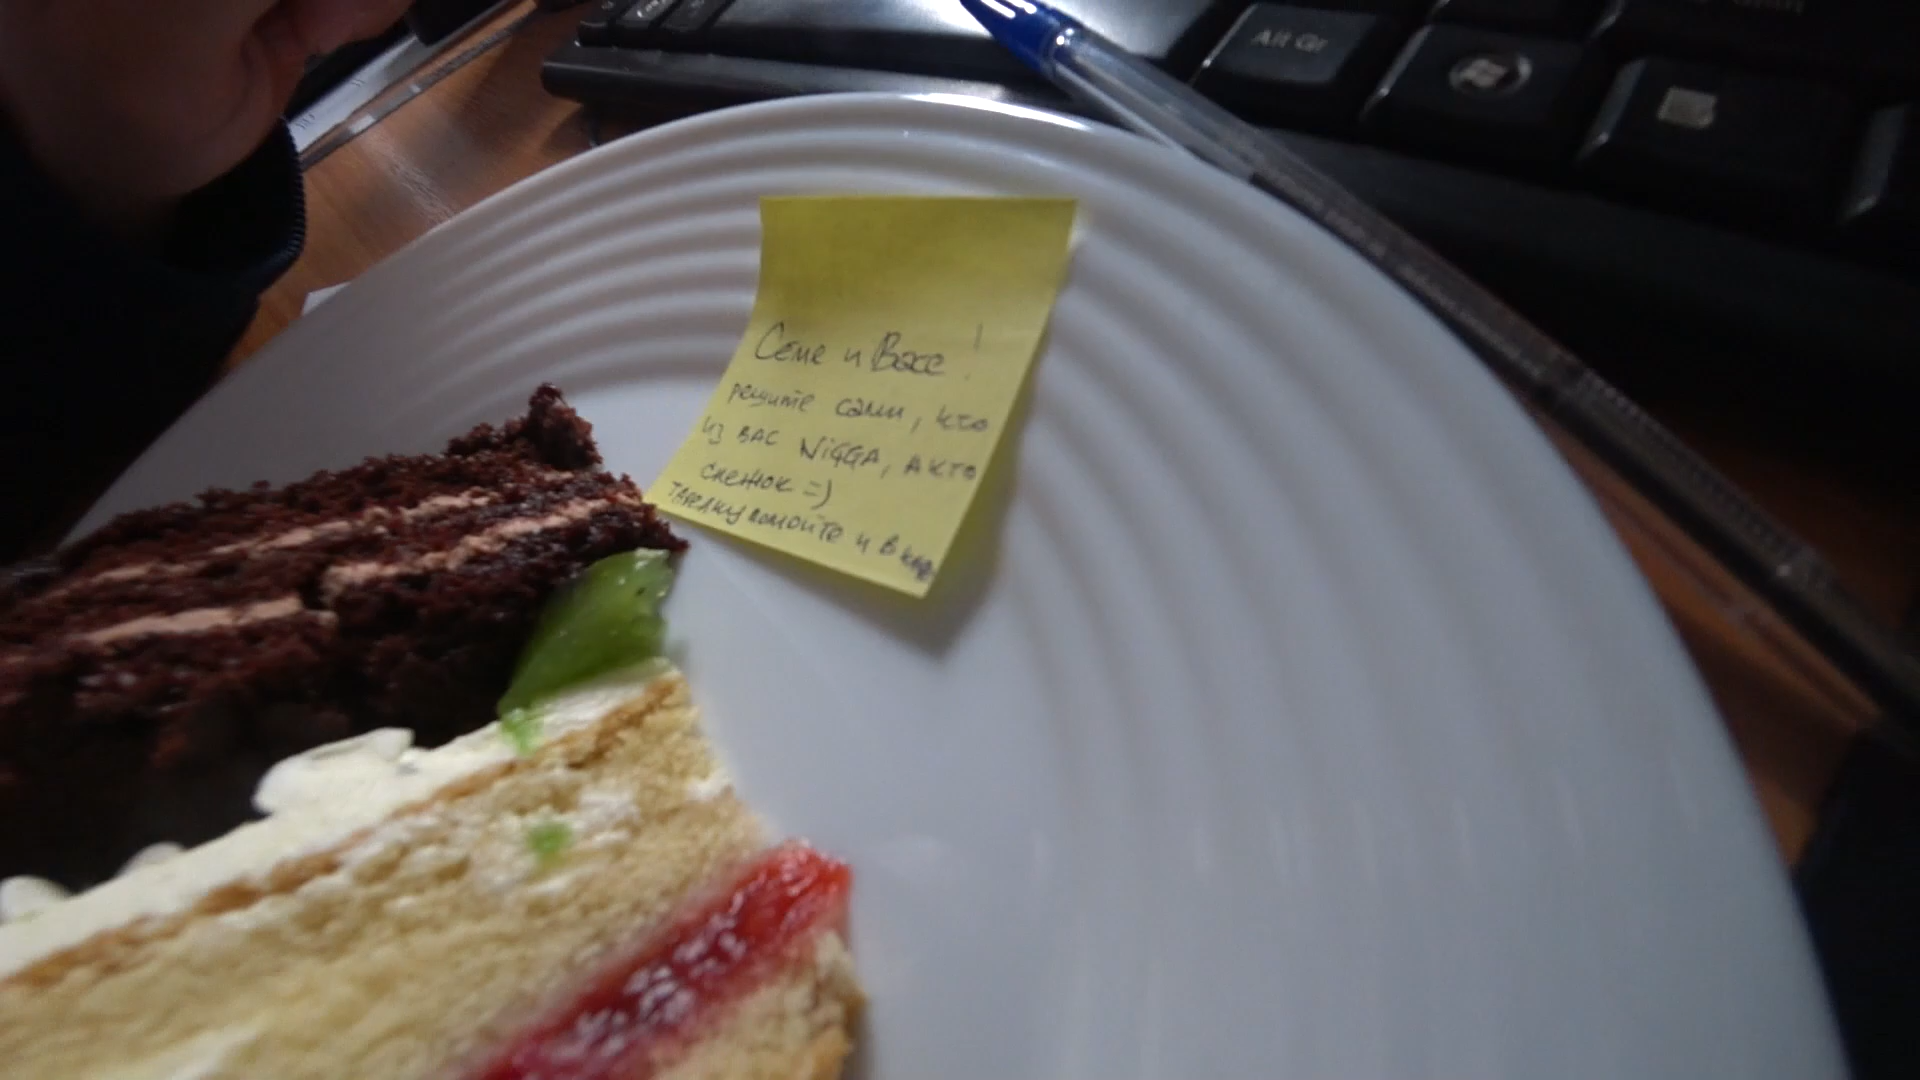 Alt Gr
Семе и Васе!
решите сами, кто
из вас NiGGA, а кто
снежок =)
тарелку помойте и в